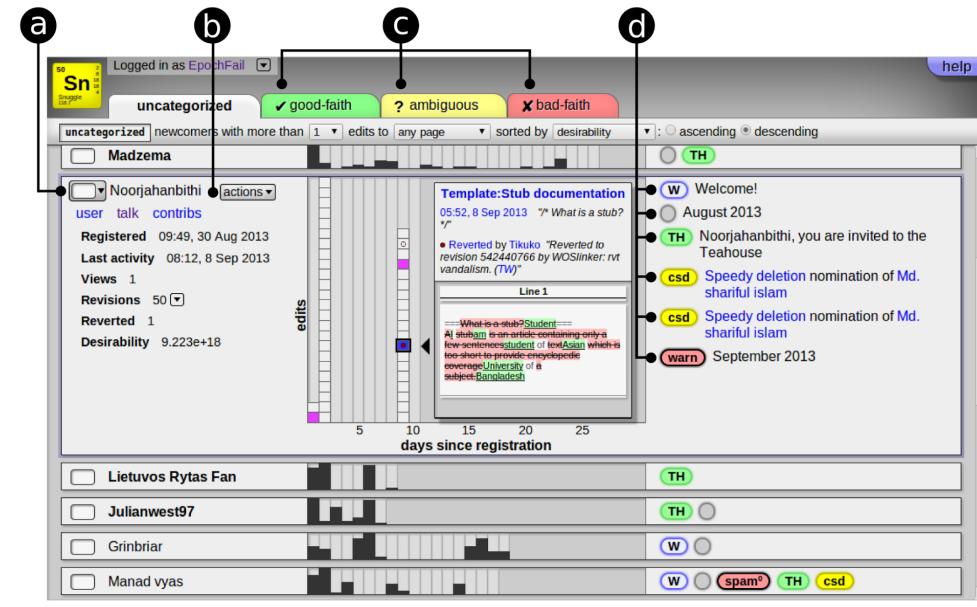 a b c d
50
Sn
Snuggle
Logged in as EpochFail
help
uncategorized ✔ good-faith ? ambiguous ✘ bad-faith
uncategorized newcomers with more than 1 edits to any page sorted by desirability : ascending descending
Madzema TH
Noorjahanbithi actions
user talk contribs
Registered 09:49, 30 Aug 2013
Last activity 08:12, 8 Sep 2013
Views 1
Revisions 50
Reverted 1
Desirability 9.223e+18
edits
5 10 15 20 25
days since registration
Template:Stub documentation
05:52, 8 Sep 2013 "/* What is a stub?
*/"
Reverted by Tikuko "Reverted to
revision 542440766 by WOSlinker: rvt
vandalism. (TW)"
Line 1
===What is a stub?Student===
A| stubam is an article containing only a
few sentencesstudent of textAsian which is
too short to provide encyclopedic
coverageUniversity of a
subject.Bangladesh
W Welcome!
August 2013
TH Noorjahanbithi, you are invited to the
Teahouse
csd Speedy deletion nomination of Md.
shariful islam
csd Speedy deletion nomination of Md.
shariful islam
warn September 2013
Lietuvos Rytas Fan TH
Julianwest97 TH
Grinbriar W
Manad vyas W spam⁰ TH csd